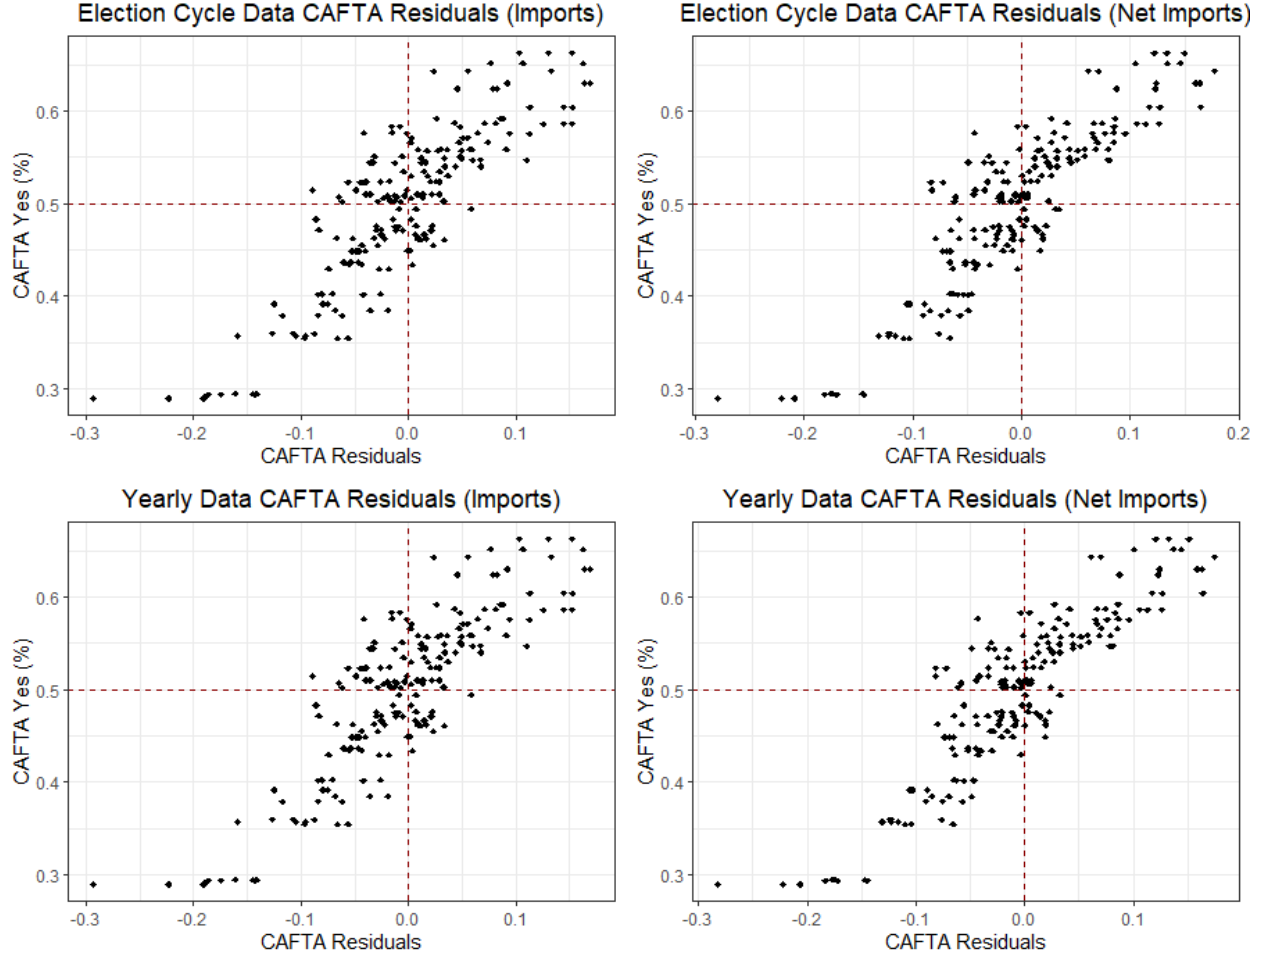 Election Cycle Data CAFTA Residuals (Imports)
CAFTA Yes (%)
0.6
0.5
0.4
0.3
-0.3 -0.2 -0.1 0.0 0.1
CAFTA Residuals
Election Cycle Data CAFTA Residuals (Net Imports)
CAFTA Yes (%)
0.6
0.5
0.4
0.3
-0.3 -0.2 -0.1 0.0 0.1 0.2
CAFTA Residuals
Yearly Data CAFTA Residuals (Imports)
CAFTA Yes (%)
0.6
0.5
0.4
0.3
-0.3 -0.2 -0.1 0.0 0.1
CAFTA Residuals
Yearly Data CAFTA Residuals (Net Imports)
CAFTA Yes (%)
0.6
0.5
0.4
0.3
-0.3 -0.2 -0.1 0.0 0.1
CAFTA Residuals